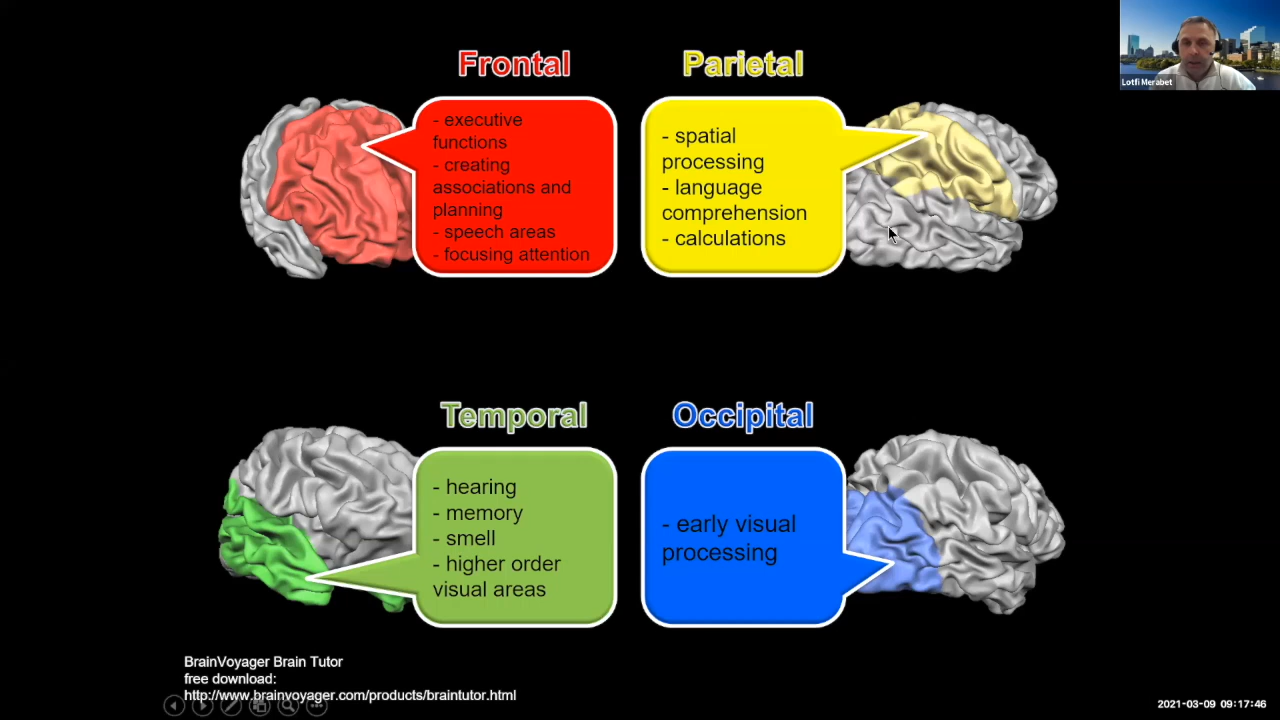 Frontal
- executive
functions
- creating
associations and
planning
- speech areas
- focusing attention
Parietal
- spatial
processing
- language
comprehension
- calculations
Lotfi Merabet
Temporal
- hearing
- memory
- smell
- higher order
visual areas
Occipital
- early visual
processing
BrainVoyager Brain Tutor
free download:
http://www.brainvoyager.com/products/braintutor.html
2021-03-09 09:17:46